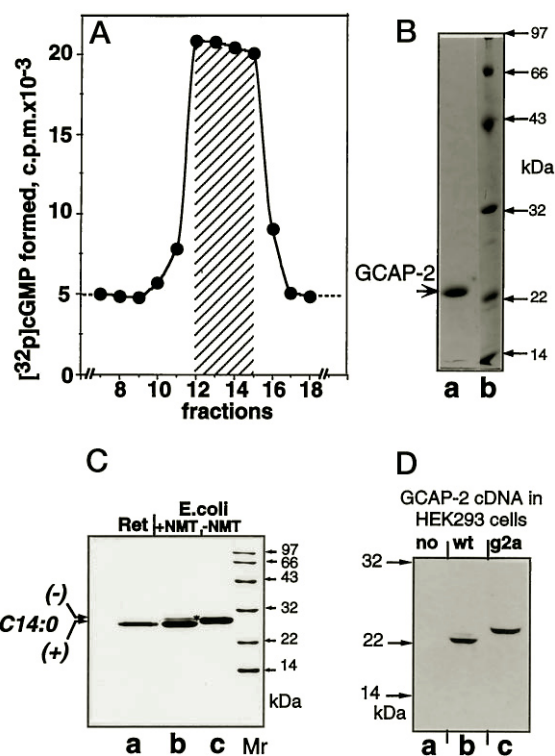 A
[32p]cGMP formed, c.p.m.x10-3
20
15
10
5
0
8 10 12 14 16 18
fractions
B
97
66
43
kDa
32
GCAP-2
22
14
a b
C
E.coli
Ret +NMT -NMT
97
66
43
(-)
32
C14:0
*
(+)
22
14
kDa
a b c Mr
D
GCAP-2 cDNA in
HEK293 cells
no wt g2a
32
22
14
kDa
a b c